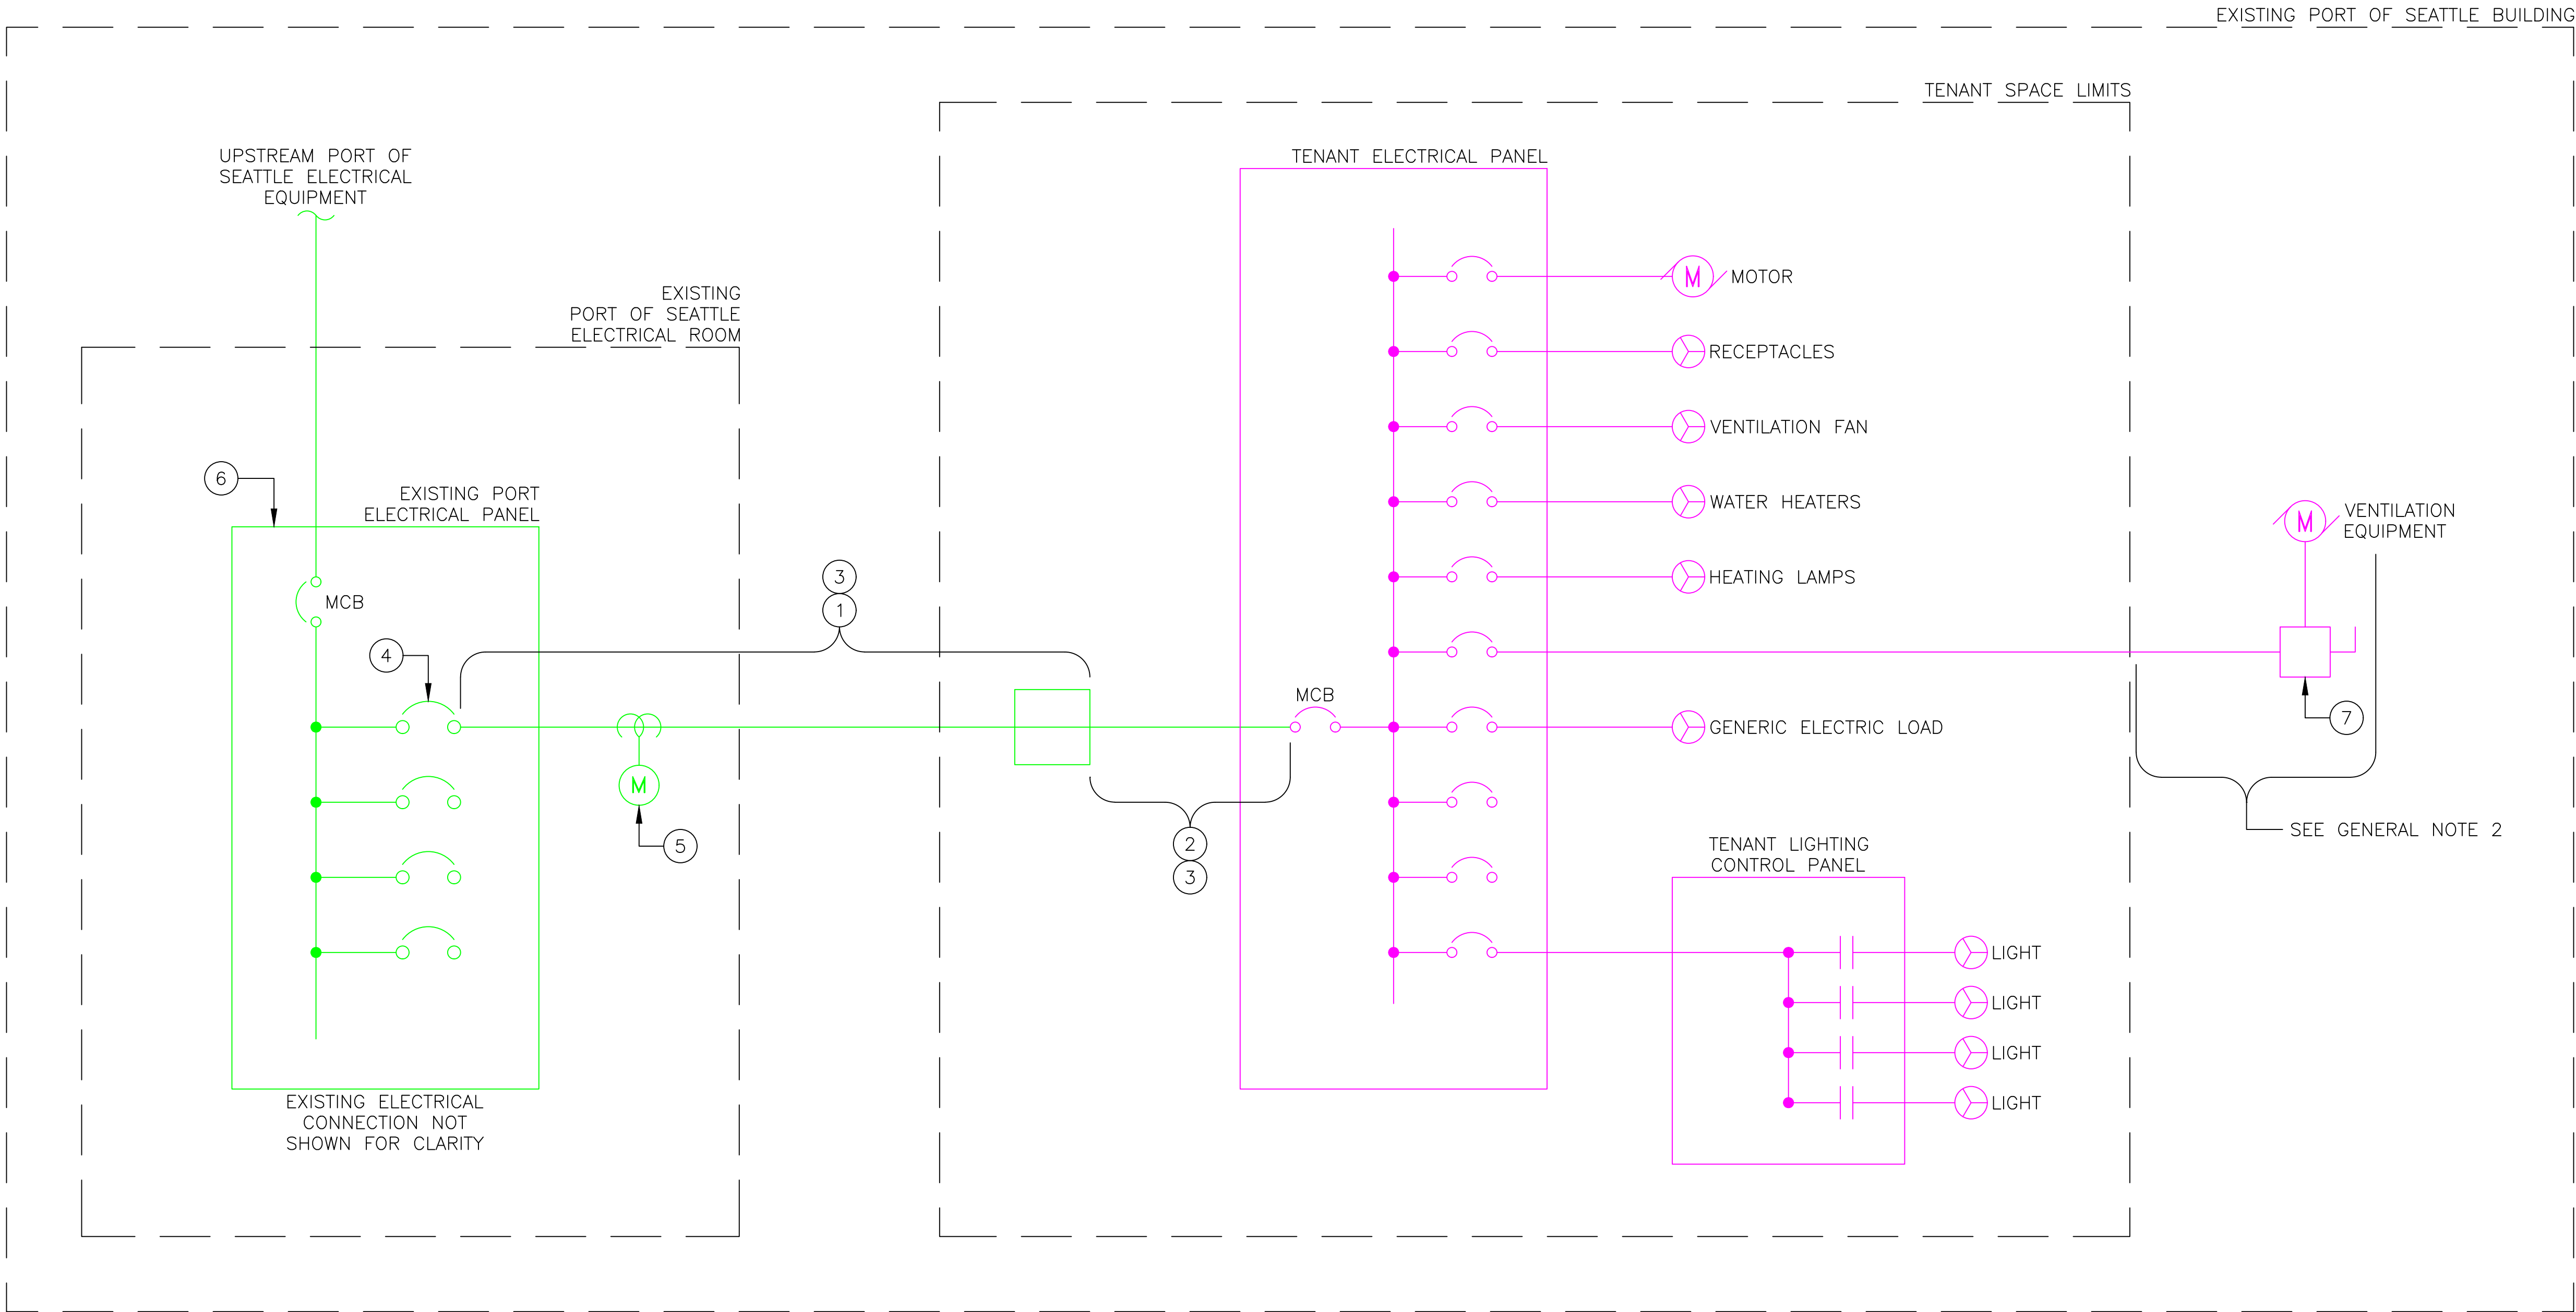 EXISTING PORT OF SEATTLE BUILDING
TENANT SPACE LIMITS
UPSTREAM PORT OF
SEATTLE ELECTRICAL
EQUIPMENT
TENANT ELECTRICAL PANEL
M
MOTOR
EXISTING
PORT OF SEATTLE
ELECTRICAL ROOM
RECEPTACLES
VENTILATION FAN
6
EXISTING PORT
ELECTRICAL PANEL
WATER HEATERS
M
VENTILATION
EQUIPMENT
HEATING LAMPS
MCB
3
1
4
MCB
7
GENERIC ELECTRIC LOAD
M
5
2
3
SEE GENERAL NOTE 2
TENANT LIGHTING
CONTROL PANEL
LIGHT
LIGHT
LIGHT
LIGHT
EXISTING ELECTRICAL
CONNECTION NOT
SHOWN FOR CLARITY